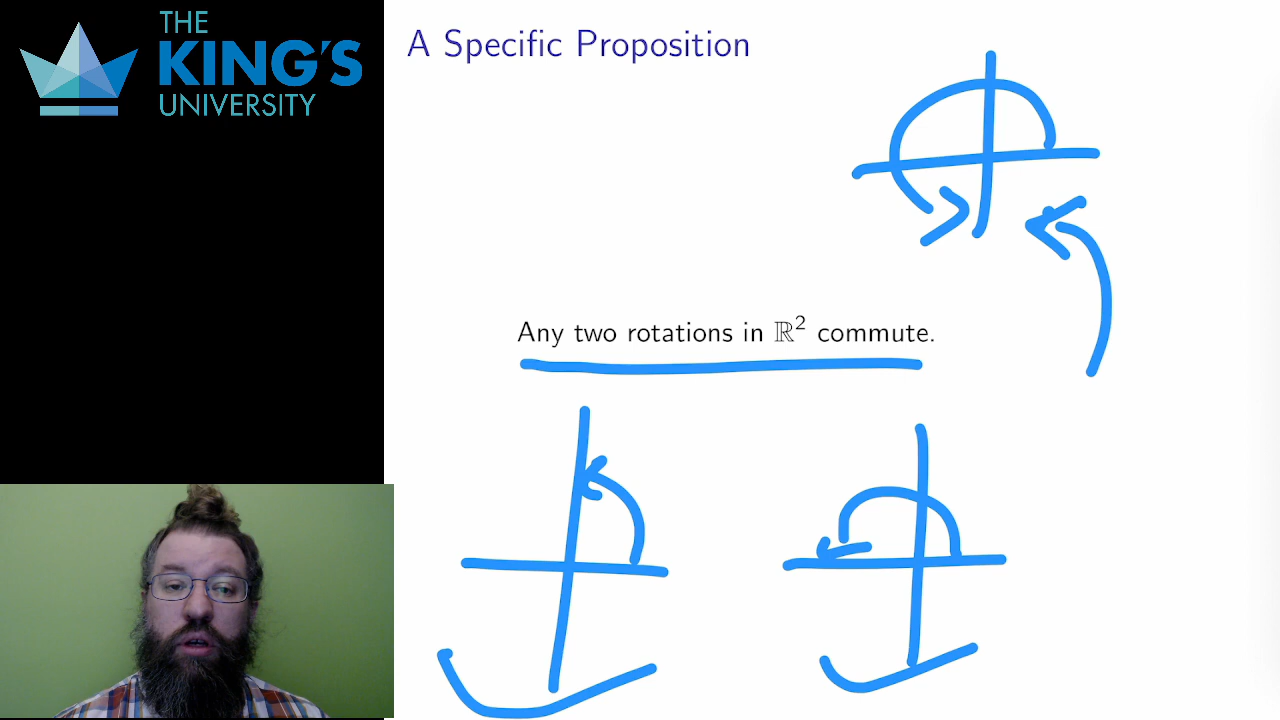 THE
KING'S
UNIVERSITY
A Specific Proposition
Any two rotations in ℝ² commute.